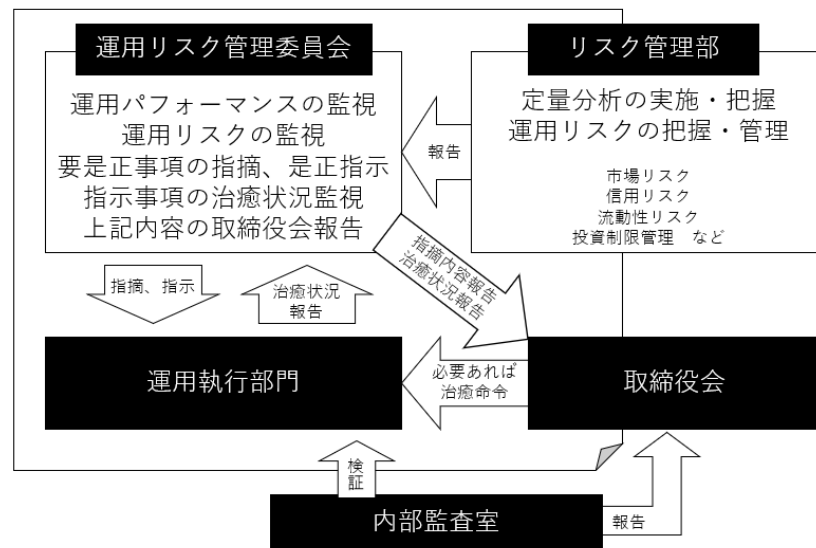 運用リスク管理委員会
運用パフォーマンスの監視
運用リスクの監視
要是正事項の指摘、是正指示
指示事項の治癒状況監視
上記内容の取締役会報告
リスク管理部
定量分析の実施・把握
運用リスクの把握・管理
市場リスク
信用リスク
流動性リスク
投資制限管理　など
報告
指摘内容報告
治癒状況報告
指摘、指示
治癒状況
報告
運用執行部門
必要あれば
治癒命令
取締役会
検証
内部監査室
報告